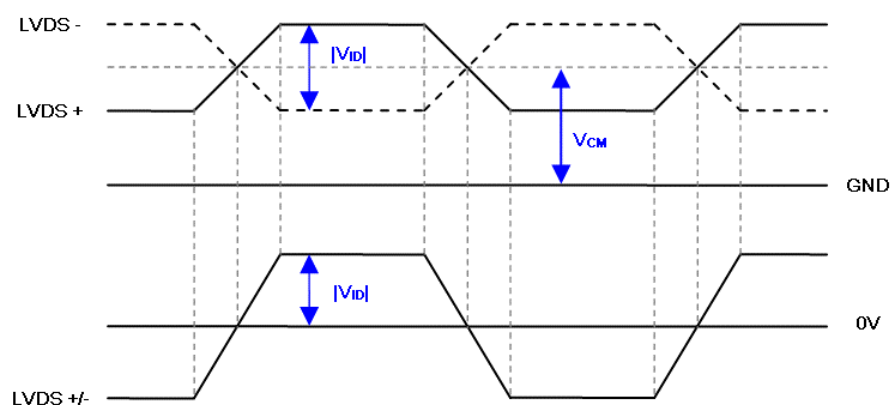 LVDS -
|VID|
LVDS +
VCM
GND
|VID|
0V
LVDS +/-